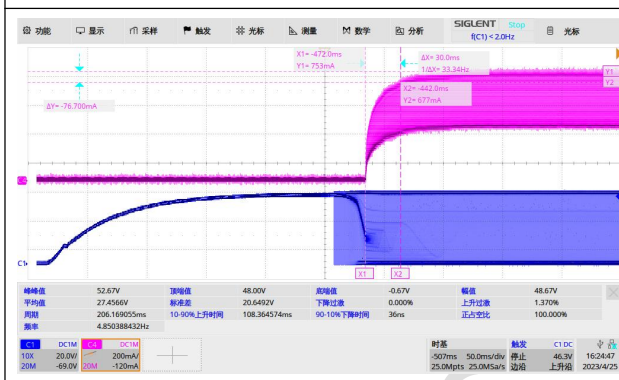 功能 显示 采样 触发 光标 测量 数学 分析 SIGLENT Stop f(C1) < 2.0Hz 光标
X1= -472.0ms
Y1= 753mA
ΔX= 30.0ms
1/ΔX= 33.34Hz
X2= -442.0ms
Y2= 677mA
ΔY= -76.700mA
Y1
Y2
C4
C1
X1 X2
峰峰值 52.67V 顶端值 48.00V 底端值 -0.67V 幅值 48.67V
平均值 27.4566V 标准差 20.6492V 下降过激 0.000% 上升过激 1.370%
周期 206.169055ms 10-90%上升时间 108.364574ms 90-10%下降时间 36ns 正占空比 50.000%
频率 4.850388432Hz
C1 DC1M C4 DC1M 时基 触发 C1 DC
10X 20.0V/ 200mA/ -507ms 50.0ms/div 停止 46.3V 16:24:47
20M -69.0V 20M -120mA 25.0Mpts 25.0MSa/s 边沿 上升沿 2023/4/25